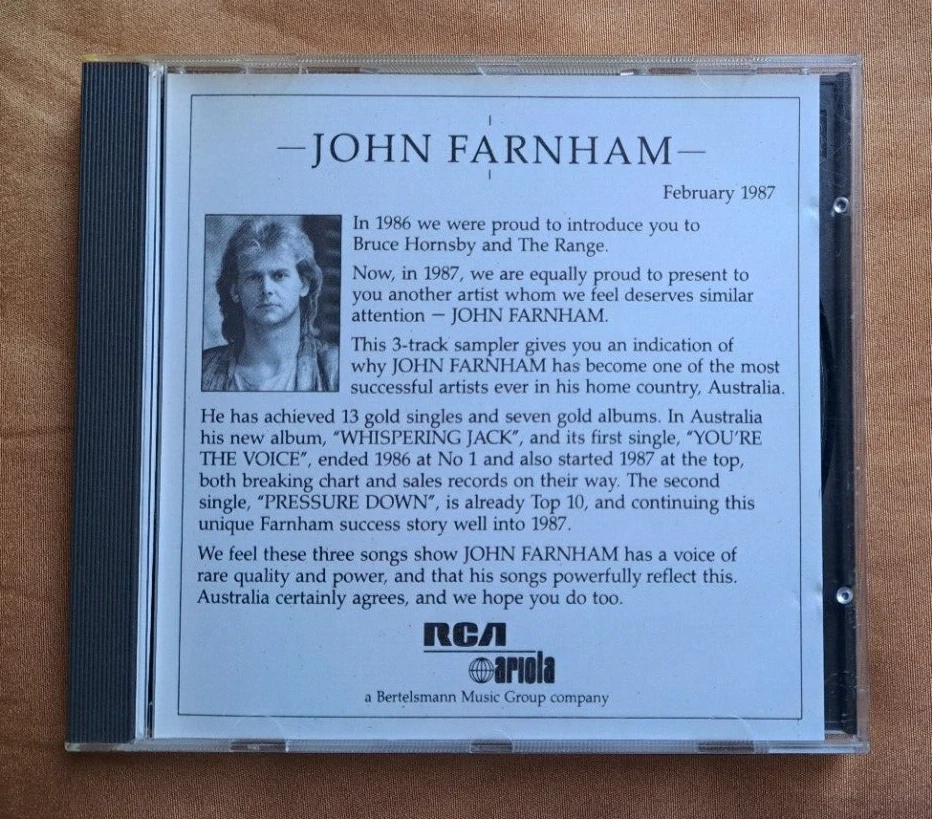 — JOHN FARNHAM —
February 1987
In 1986 we were proud to introduce you to
Bruce Hornsby and The Range.
Now, in 1987, we are equally proud to present to
you another artist whom we feel deserves similar
attention — JOHN FARNHAM.
This 3-track sampler gives you an indication of
why JOHN FARNHAM has become one of the most
successful artists ever in his home country, Australia.
He has achieved 13 gold singles and seven gold albums. In Australia
his new album, “WHISPERING JACK”, and its first single, “YOU'RE
THE VOICE”, ended 1986 at No 1 and also started 1987 at the top,
both breaking chart and sales records on their way. The second
single, “PRESSURE DOWN”, is already Top 10, and continuing this
unique Farnham success story well into 1987.
We feel these three songs show JOHN FARNHAM has a voice of
rare quality and power, and that his songs powerfully reflect this.
Australia certainly agrees, and we hope you do too.
RCA
ariola
a Bertelsmann Music Group company